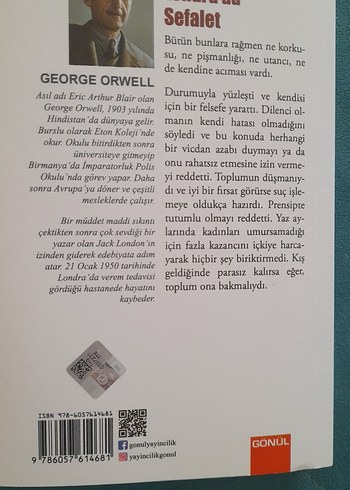 Sefalet
Bütün bunlara rağmen ne korku-
su, ne pişmanlığı, ne utancı, ne
de kendine acıması vardı.
Durumuyla yüzleşti ve kendisi
için bir felsefe yarattı. Dilenci ol-
manın kendi hatası olmadığını
söyledi ve bu konuda herhangi
bir vicdan azabı duymayı ya da
onu rahatsız etmesine izin verme-
yi reddetti. Toplumun düşmanıy-
dı ve iyi bir fırsat görürse suç işle-
meye oldukça hazırdı. Prensipte
tutumlu olmayı reddetti. Yaz ay-
larında kadınları umursamadığı
için fazla kazancını içkiye harca-
yarak hiçbir şey biriktirmedi. Kış
geldiğinde parasız kalırsa eğer,
toplum ona bakmalıydı.
GEORGE ORWELL
Asıl adı Eric Arthur Blair olan
George Orwell, 1903 yılında
Hindistan'da dünyaya gelir.
Burslu olarak Eton Koleji'nde
okur. Okulu bitirdikten sonra
üniversiteye gitmeyip
Birmanya'da İmparatorluk Polis
Okulu'nda görev yapar. Daha
sonra Avrupa'ya döner ve çeşitli
mesleklerde çalışır.
Bir müddet maddi sıkıntı
çektikten sonra çok sevdiği bir
yazar olan Jack London'ın
izinden giderek edebiyata adım
atar. 21 Ocak 1950 tarihinde
Londra'da verem tedavisi
gördüğü hastanede hayatını
kaybeder.
ISBN 978-6057614681
9 786057 614681
gonulyayincilik
yayincilikgonul
GÖNÜL